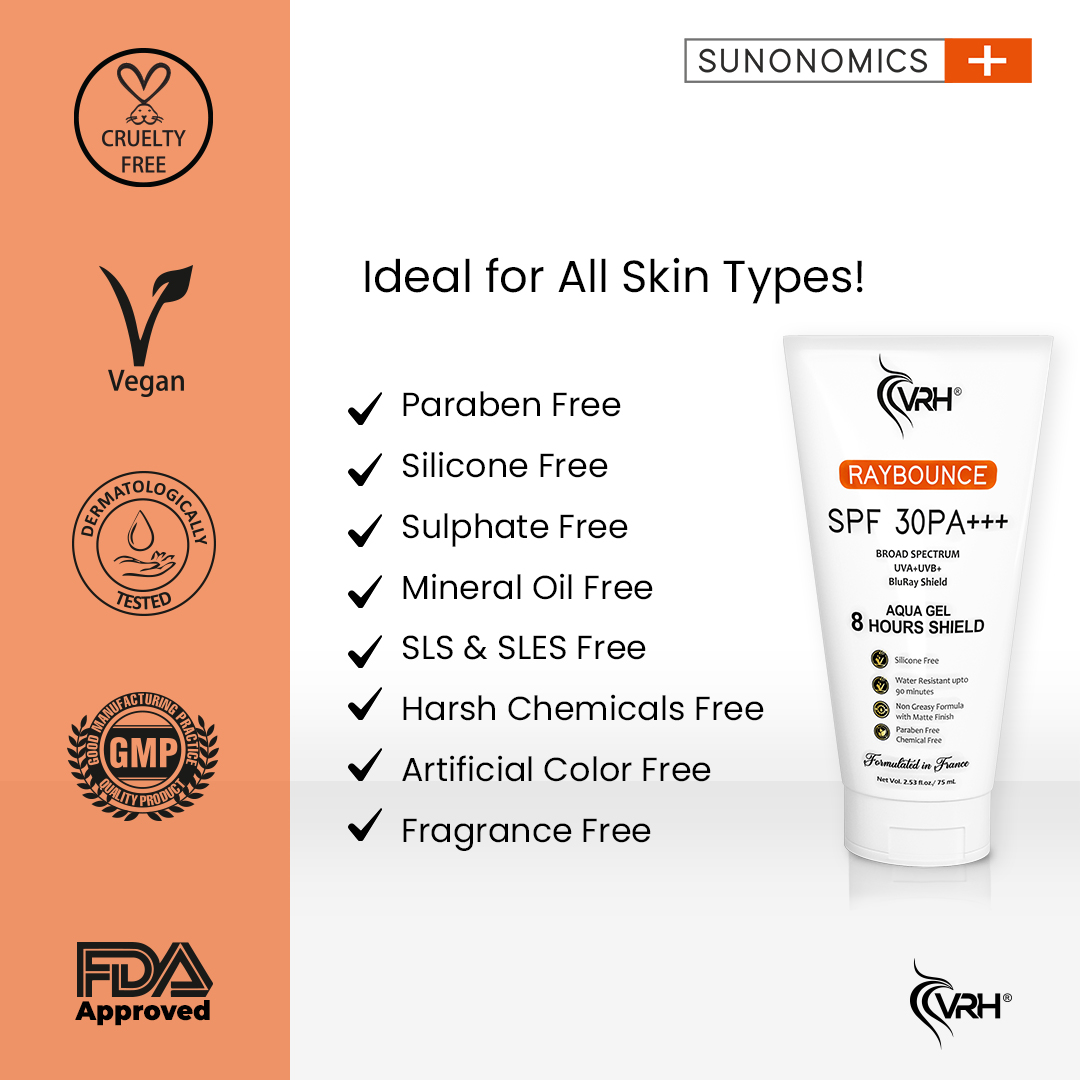 CRUELTY
FREE
Vegan
DERMATOLOGICALLY
TESTED
GOOD MANUFACTURING PRACTICE
GMP
QUALITY PRODUCT
FDA
Approved
SUNONOMICS +
Ideal for All Skin Types!
Paraben Free
Silicone Free
Sulphate Free
Mineral Oil Free
SLS & SLES Free
Harsh Chemicals Free
Artificial Color Free
Fragrance Free
VRH®
RAYBOUNCE
SPF 30PA+++
BROAD SPECTRUM
UVA+UVB+
BluRay Shield
AQUA GEL
8 HOURS SHIELD
Silicone Free
Water Resistant upto
90 minutes
Non Greasy Formula
with Matte Finish
Paraben Free
Chemical Free
Formulated in France
Net Vol. 2.53 fl.oz./ 75 mL
VRH®